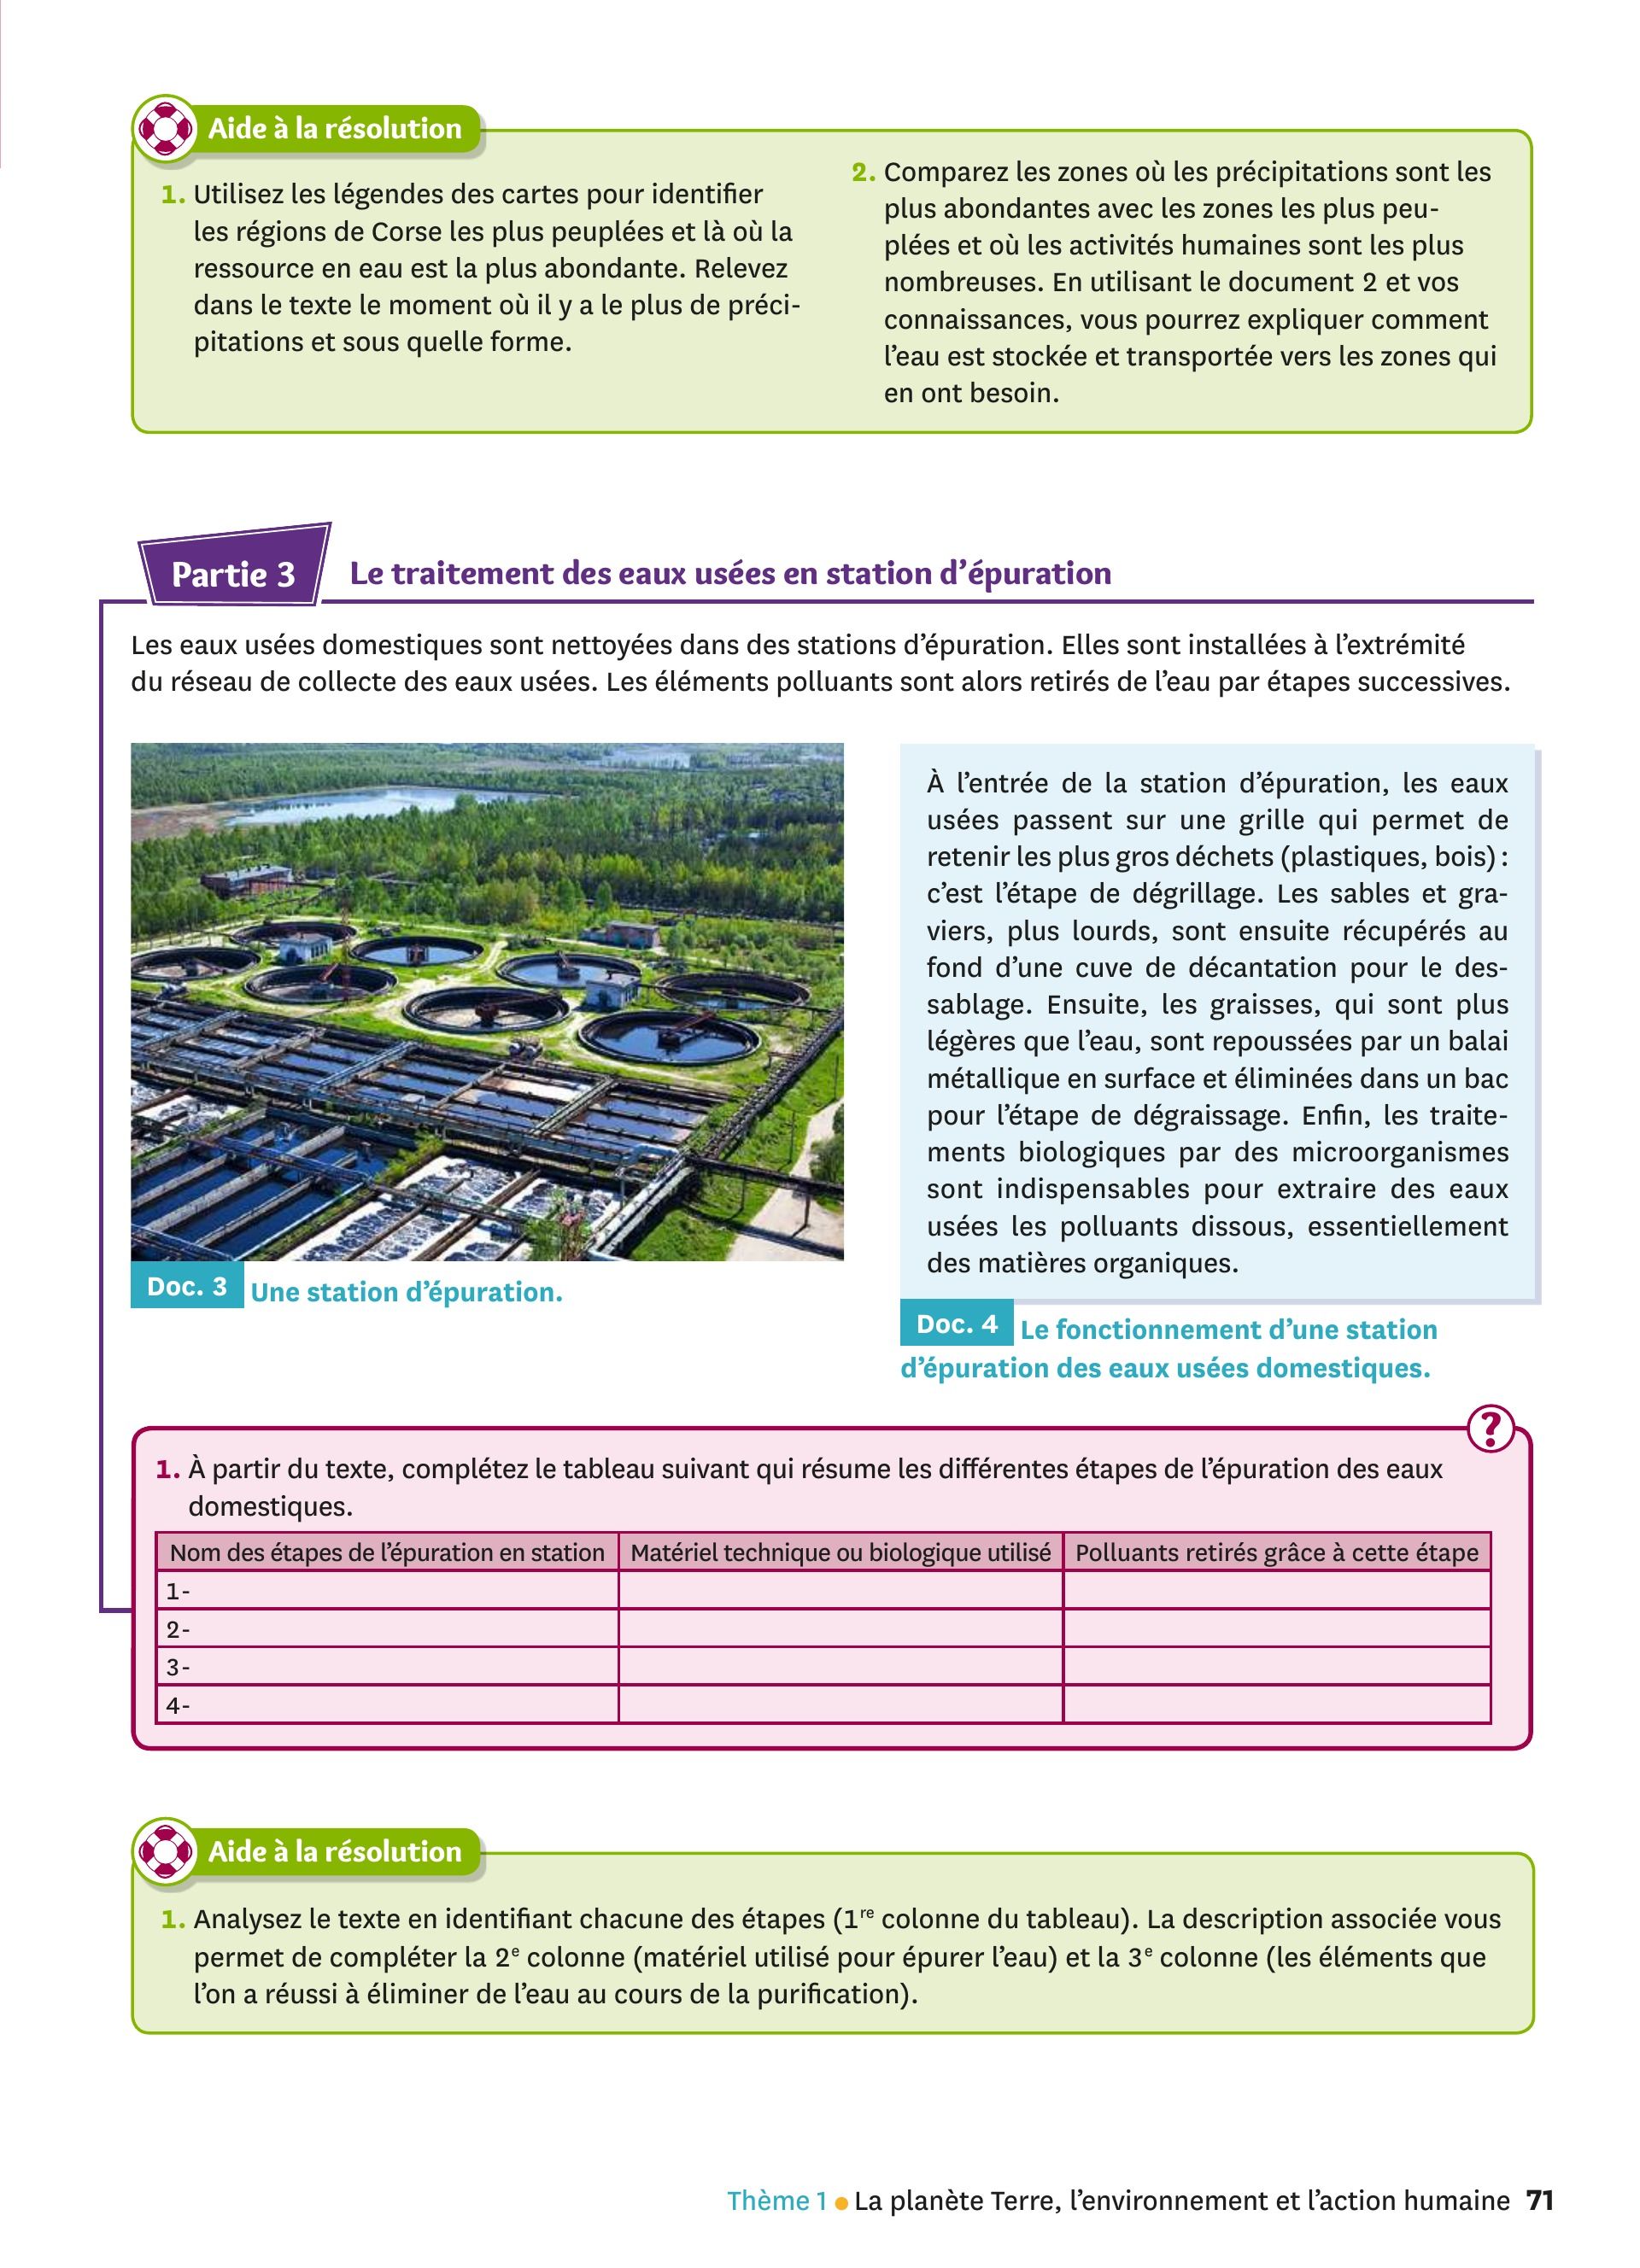 Aide à la résolution
1. Utilisez les légendes des cartes pour identifier
les régions de Corse les plus peuplées et là où la
ressource en eau est la plus abondante. Relevez
dans le texte le moment où il y a le plus de préci-
pitations et sous quelle forme.
2. Comparez les zones où les précipitations sont les
plus abondantes avec les zones les plus peu-
plées et où les activités humaines sont les plus
nombreuses. En utilisant le document 2 et vos
connaissances, vous pourrez expliquer comment
l’eau est stockée et transportée vers les zones qui
en ont besoin.
Partie 3 Le traitement des eaux usées en station d’épuration
Les eaux usées domestiques sont nettoyées dans des stations d’épuration. Elles sont installées à l’extrémité
du réseau de collecte des eaux usées. Les éléments polluants sont alors retirés de l’eau par étapes successives.
Doc. 3 Une station d’épuration.
À l’entrée de la station d’épuration, les eaux
usées passent sur une grille qui permet de
retenir les plus gros déchets (plastiques, bois) :
c’est l’étape de dégrillage. Les sables et gra-
viers, plus lourds, sont ensuite récupérés au
fond d’une cuve de décantation pour le des-
sablage. Ensuite, les graisses, qui sont plus
légères que l’eau, sont repoussées par un balai
métallique en surface et éliminées dans un bac
pour l’étape de dégraissage. Enfin, les traite-
ments biologiques par des microorganismes
sont indispensables pour extraire des eaux
usées les polluants dissous, essentiellement
des matières organiques.
Doc. 4 Le fonctionnement d’une station
d’épuration des eaux usées domestiques.
?
1. À partir du texte, complétez le tableau suivant qui résume les différentes étapes de l’épuration des eaux
domestiques.
Nom des étapes de l’épuration en station Matériel technique ou biologique utilisé Polluants retirés grâce à cette étape
1-
2-
3-
4-
Aide à la résolution
1. Analysez le texte en identifiant chacune des étapes (1re colonne du tableau). La description associée vous
permet de compléter la 2e colonne (matériel utilisé pour épurer l’eau) et la 3e colonne (les éléments que
l’on a réussi à éliminer de l’eau au cours de la purification).
Thème 1 ● La planète Terre, l’environnement et l’action humaine 71